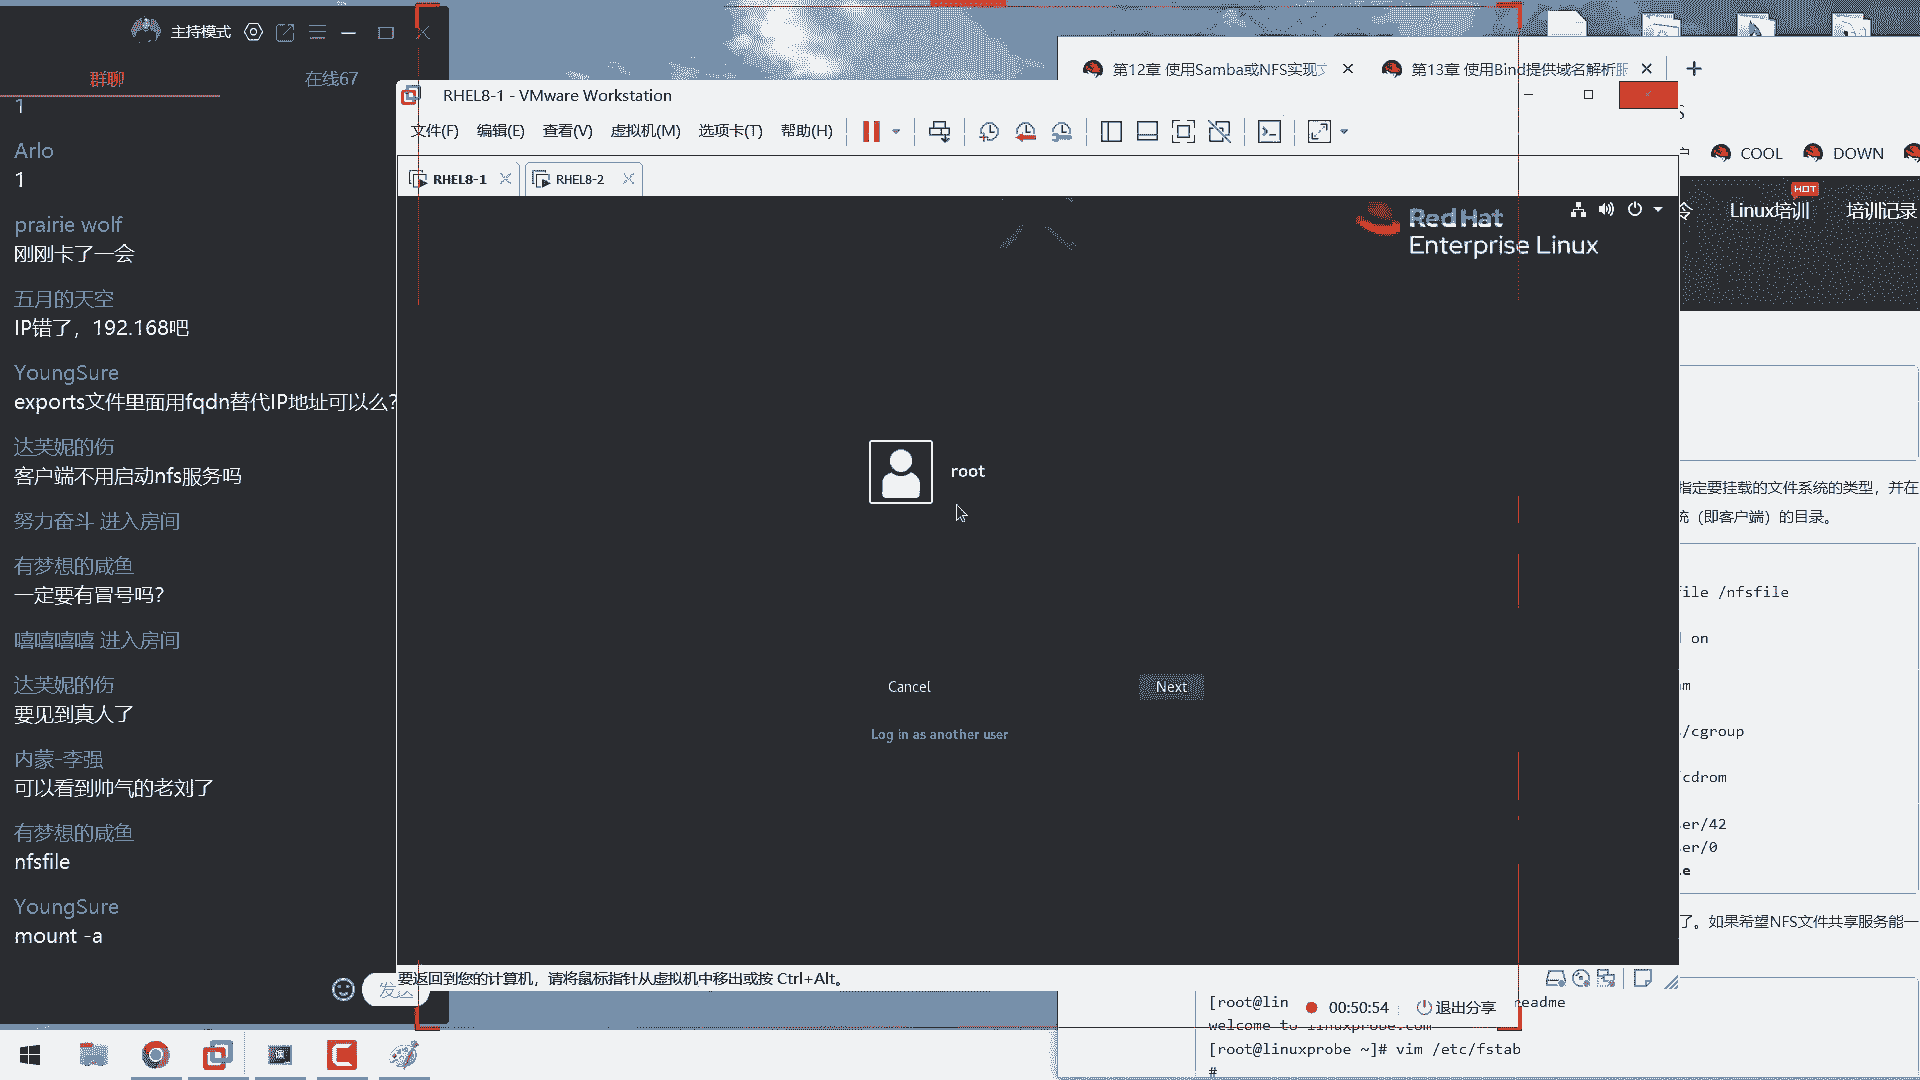 主持模式
群聊
在线67
1
Arlo
1
prairie wolf
刚刚卡了一会
五月的天空
IP错了，192.168吧
YoungSure
exports文件里面用fqdn替代IP地址可以么?
达芙妮的伤
客户端不用启动nfs服务吗
努力奋斗 进入房间
有梦想的咸鱼
一定要有冒号吗?
嘻嘻嘻嘻 进入房间
达芙妮的伤
要见到真人了
内蒙-李强
可以看到帅气的老刘了
有梦想的咸鱼
nfsfile
YoungSure
mount -a
发送
RHEL8-1 - VMware Workstation
文件(F) 编辑(E) 查看(V) 虚拟机(M) 选项卡(T) 帮助(H)
RHEL8-1
RHEL8-2
Red Hat
Enterprise Linux
root
Cancel
Next
Log in as another user
要返回到您的计算机，请将鼠标指针从虚拟机中移出或按 Ctrl+Alt。
第12章 使用Samba或NFS实现文
第13章 使用Bind提供域名解析服
COOL
DOWN
HOT
令
Linux培训
培训记录
指定要挂载的文件系统的类型，并在
统（即客户端）的目录。
file /nfsfile
on
/cgroup
cdrom
er/42
er/0
了。如果希望NFS文件共享服务能一
[root@lin
00:50:54
退出分享
readme
welcome to linuxprobe.com
[root@linuxprobe ~]# vim /etc/fstab
#